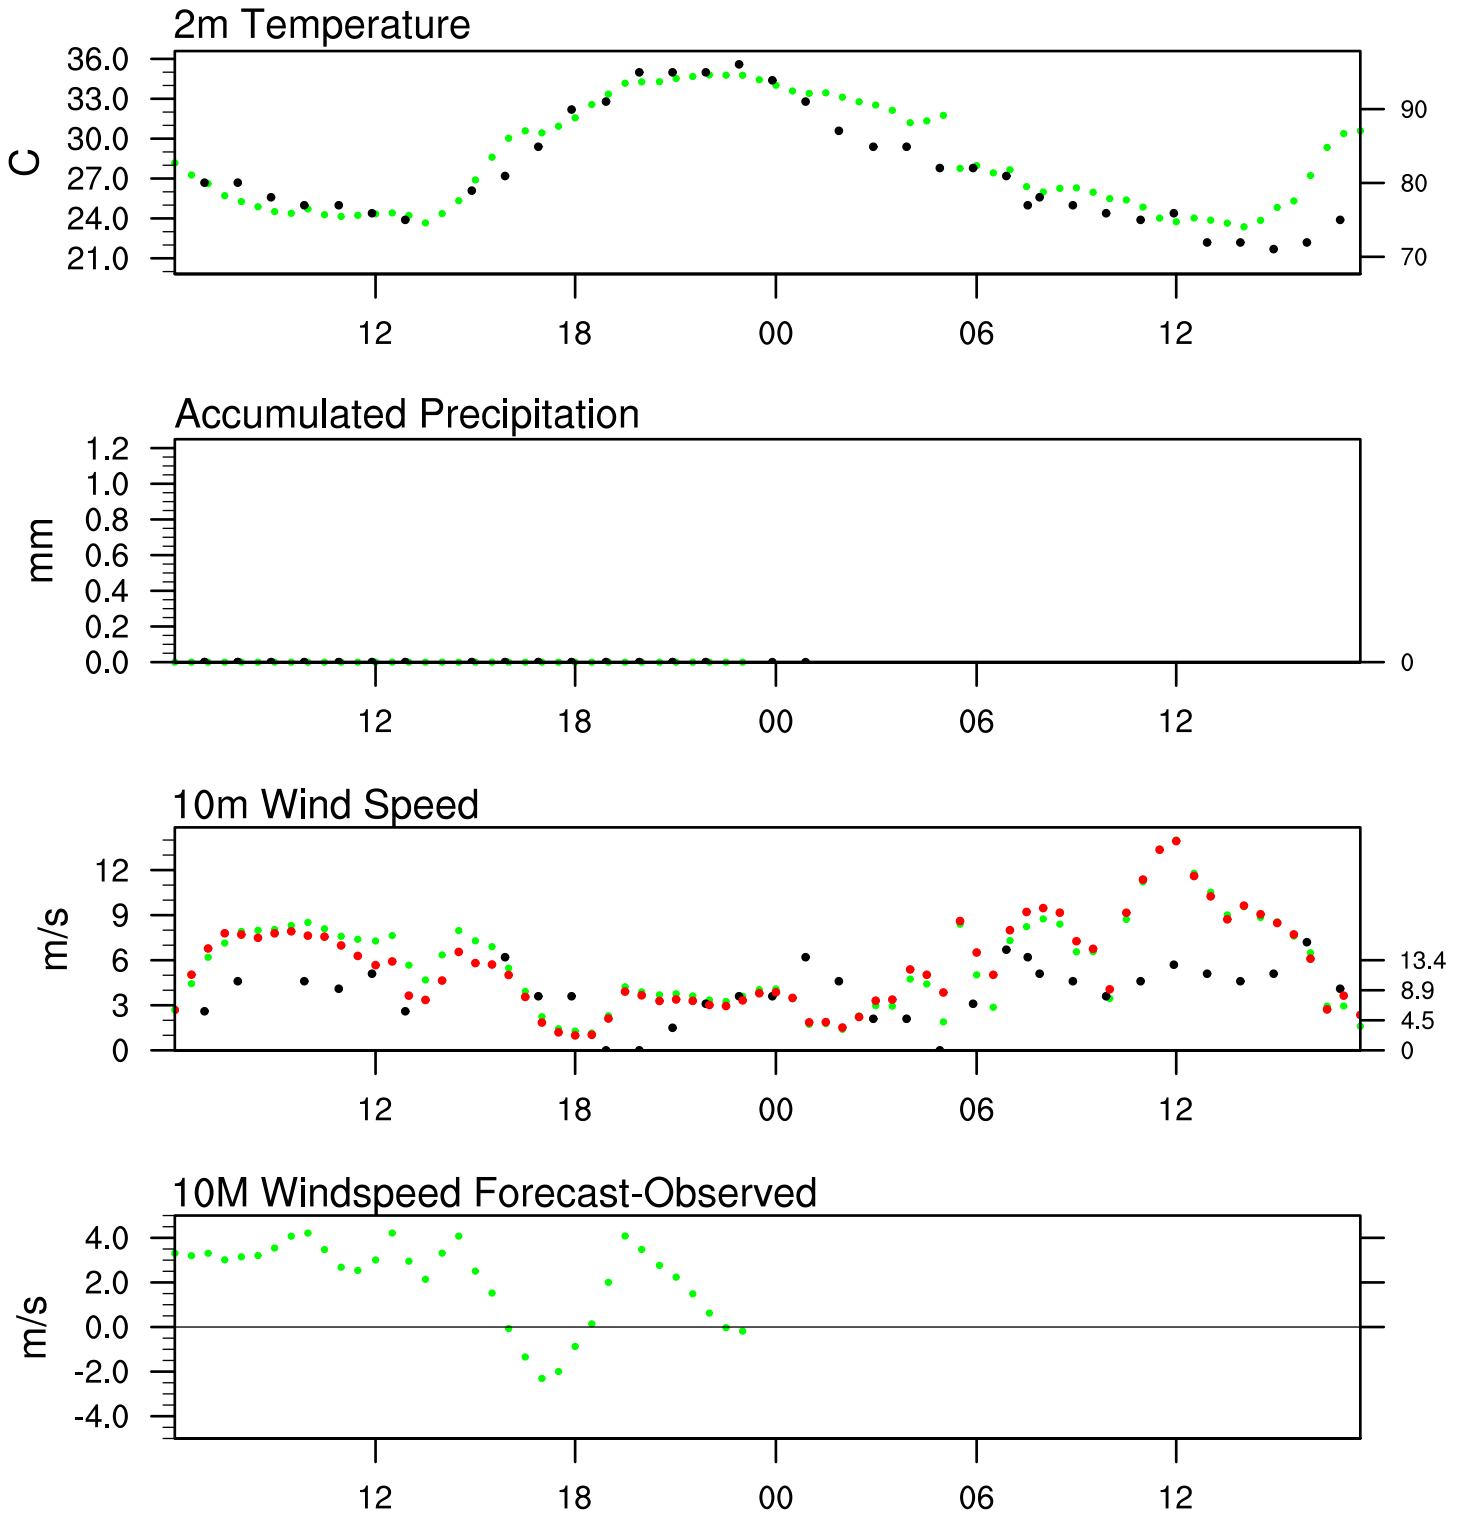 2m Temperature
36.0
33.0
30.0
27.0
24.0
21.0
C
90
80
70
12 18 00 06 12
Accumulated Precipitation
1.2
1.0
0.8
0.6
0.4
0.2
0.0
mm
0
12 18 00 06 12
10m Wind Speed
12
9
6
3
0
m/s
13.4
8.9
4.5
0
12 18 00 06 12
10M Windspeed Forecast-Observed
4.0
2.0
0.0
-2.0
-4.0
m/s
12 18 00 06 12